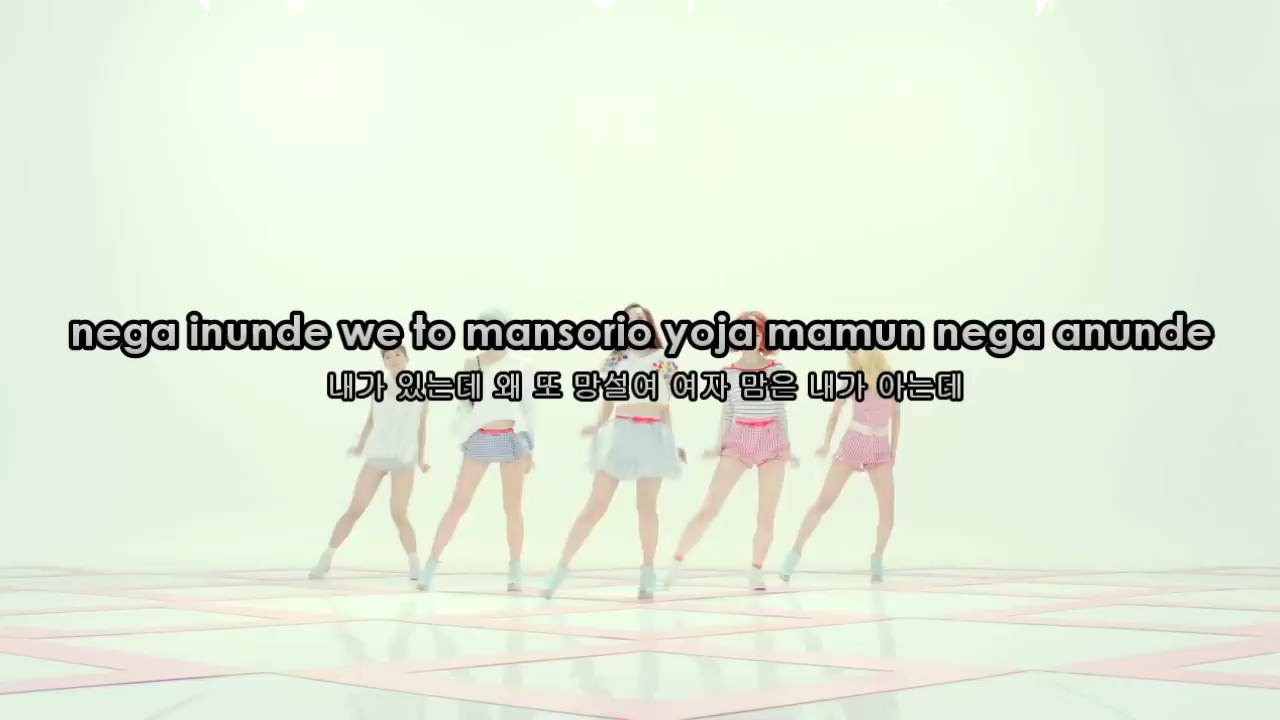 nega inunde we to mansorio yoja mamun nega anunde
내가 있는데 왜 또 망설여 여자 맘은 내가 아는데